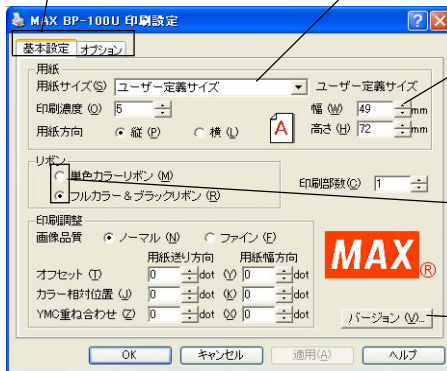 MAX BP-100U 印刷設定
基本設定 オプション
用紙
用紙サイズ(S) ユーザー定義サイズ ユーザー定義サイズ
印刷濃度(O) 5 幅(W) 49 mm
用紙方向 縦(P) 横(L) A 高さ(H) 72 mm
リボン
単色カラーリボン(M)
フルカラー&ブラックリボン(R) 印刷部数(C) 1
印刷調整
画像品質 ノーマル(N) ファイン(F)
用紙送り方向 用紙幅方向
オフセット(T) 0 dot (Y) 0 dot
カラー相対位置(J) 0 dot (K) 0 dot
YMC重ね合わせ(Z) 0 dot (X) 0 dot
MAX®
バージョン(V)...
OK キャンセル 適用(A) ヘルプ